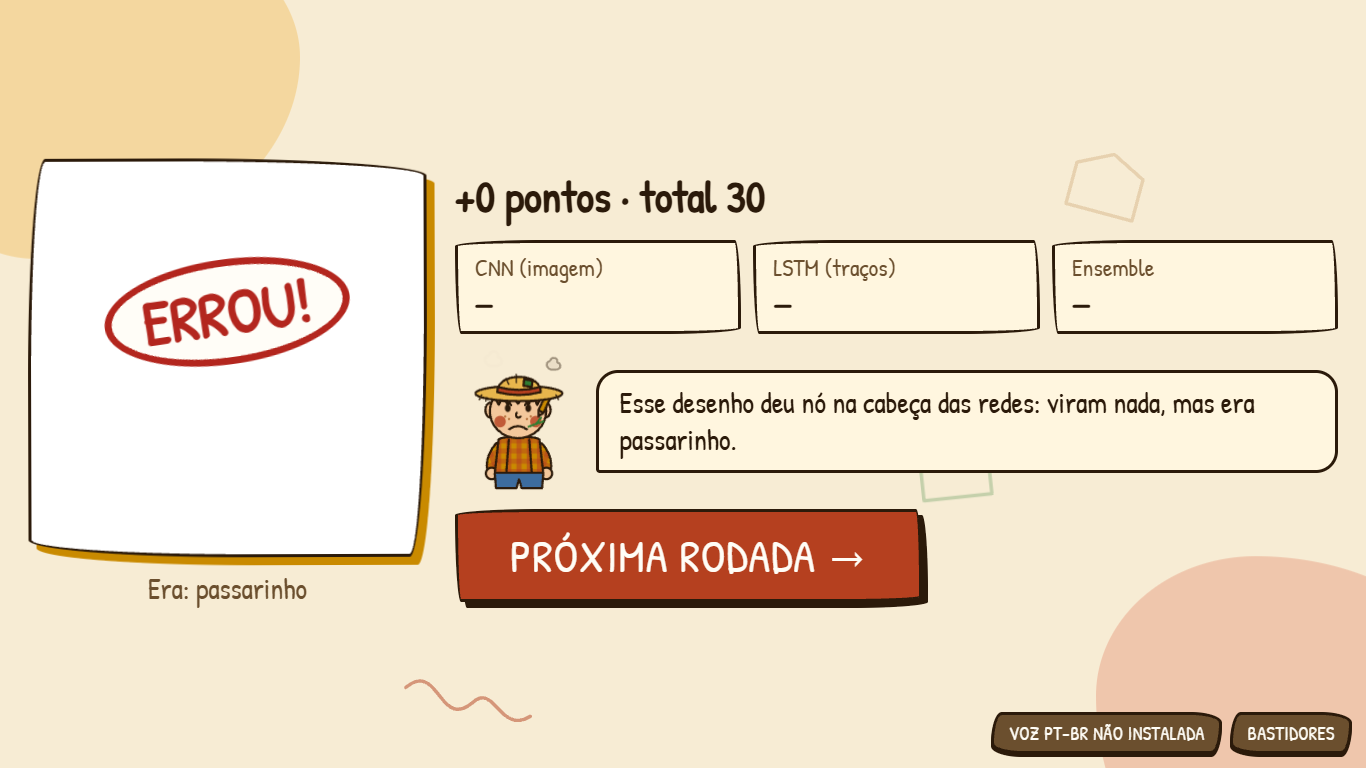 ERROU!
Era: passarinho
+0 pontos · total 30
CNN (imagem)
—
LSTM (traços)
—
Ensemble
—
Esse desenho deu nó na cabeça das redes: viram nada, mas era
passarinho.
PRÓXIMA RODADA →
VOZ PT-BR NÃO INSTALADA
BASTIDORES